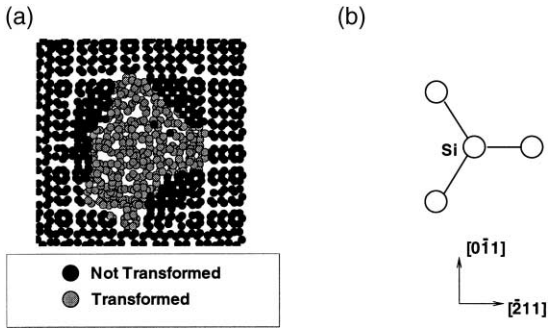 (a)
(b)
Si
Not Transformed
Transformed
[01̄1]
[2̄11]